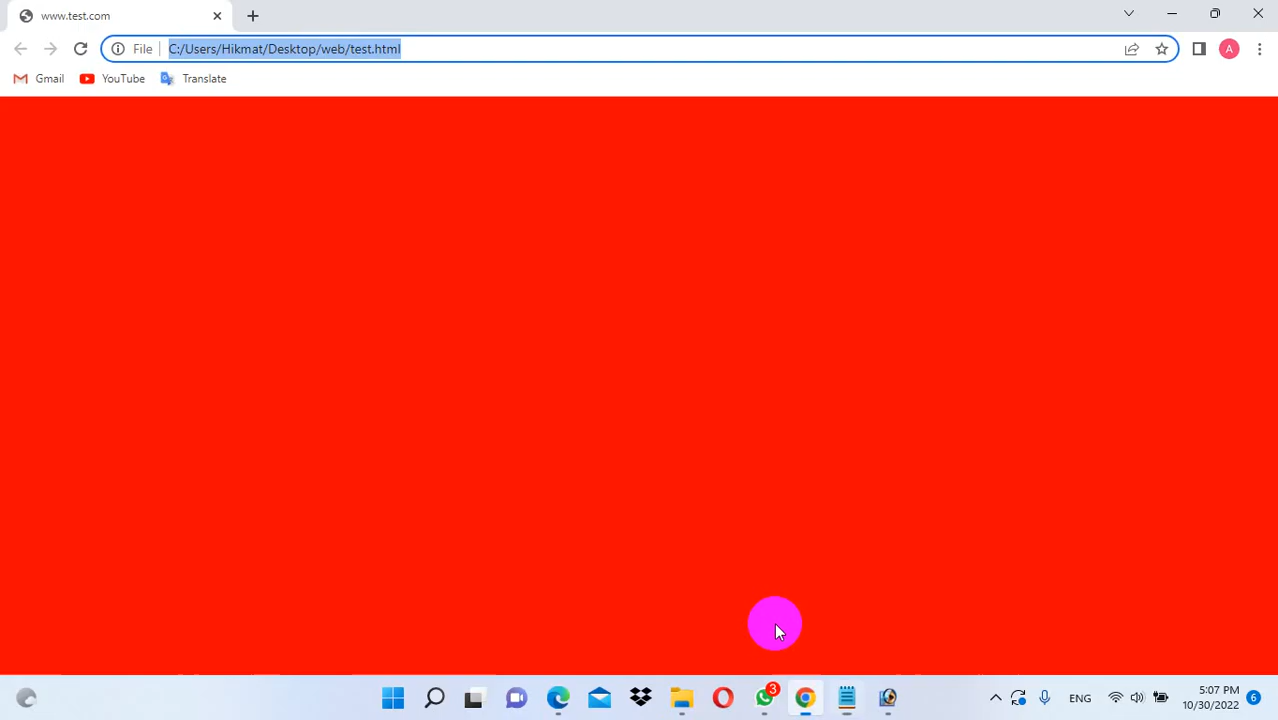 www.test.com
File C:/Users/Hikmat/Desktop/web/test.html
A
Gmail YouTube Translate
3
ENG
5:07 PM
10/30/2022
6